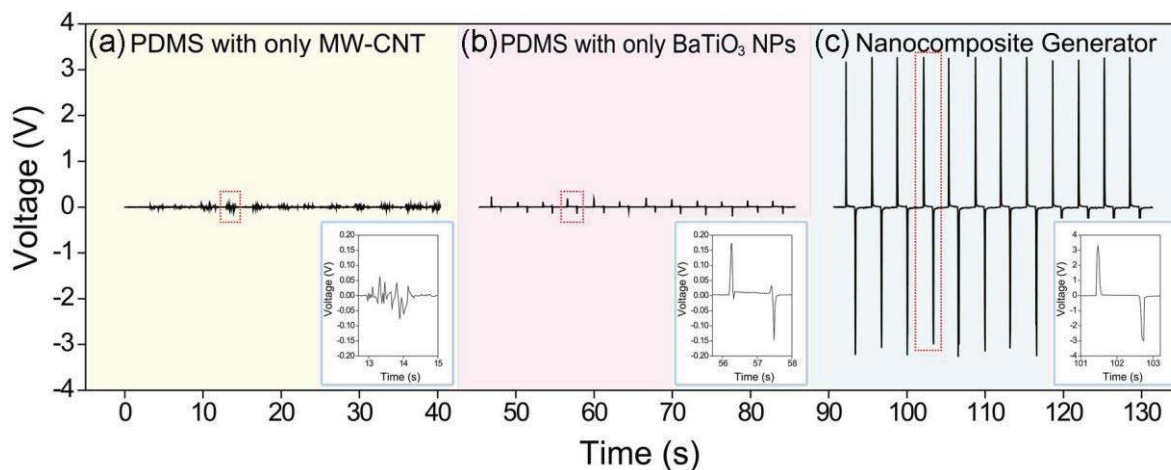 (a) PDMS with only MW-CNT
(b) PDMS with only BaTiO₃ NPs
(c) Nanocomposite Generator
Voltage (V)
4
3
2
1
0
-1
-2
-3
-4
0 10 20 30 40 50 60 70 80 90 100 110 120 130
Time (s)
Voltage (V)
0.20
0.15
0.10
0.05
0.00
-0.05
-0.10
-0.15
0.20
13 14 15
Time (s)
Voltage (V)
0.20
0.15
0.10
0.05
0.00
-0.05
-0.10
-0.15
0.20
56 57 58
Time (s)
Voltage (V)
4
3
2
1
0
-1
-2
-3
-4
101 102 103
Time (s)